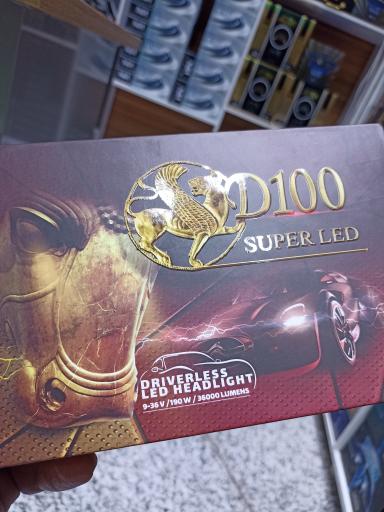 D100
SUPER LED
DRIVERLESS
LED HEADLIGHT
9-36 V / 190 W / 36000 LUMENS